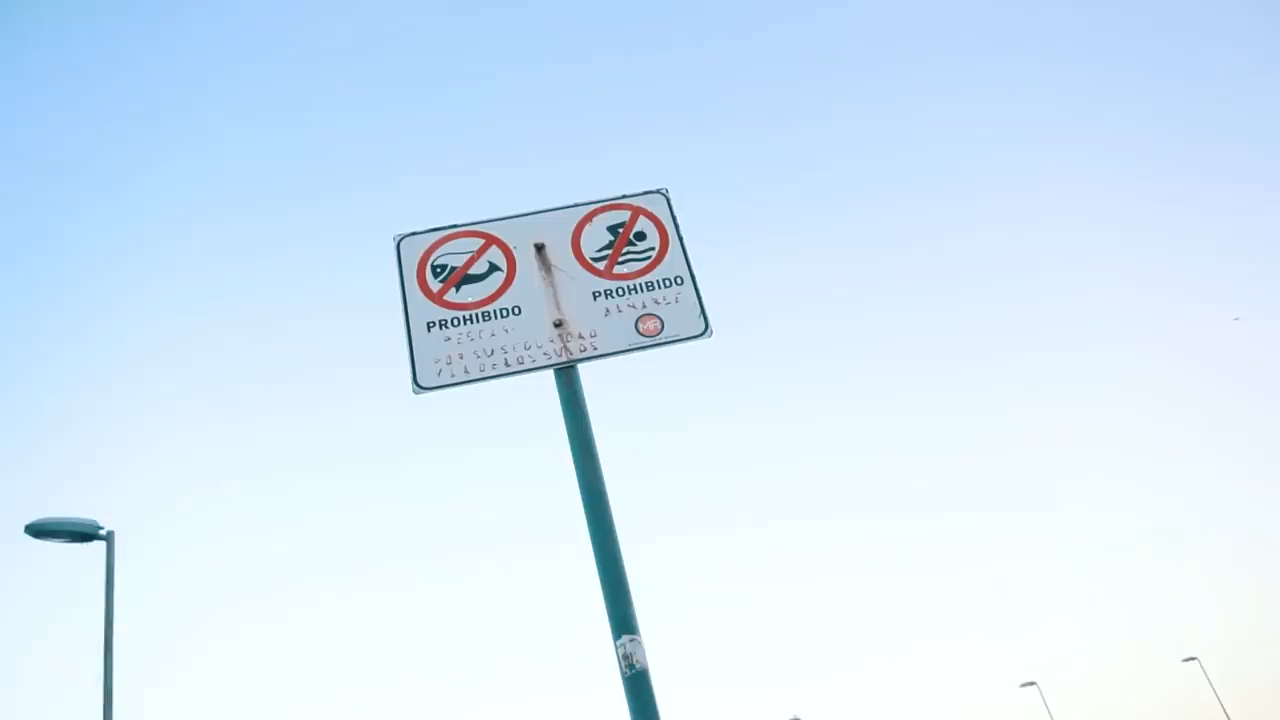 PROHIBIDO
PESCAR
POR SU SEGURIDAD
Y LA DE LOS SUYOS
PROHIBIDO
BAÑARSE
MR